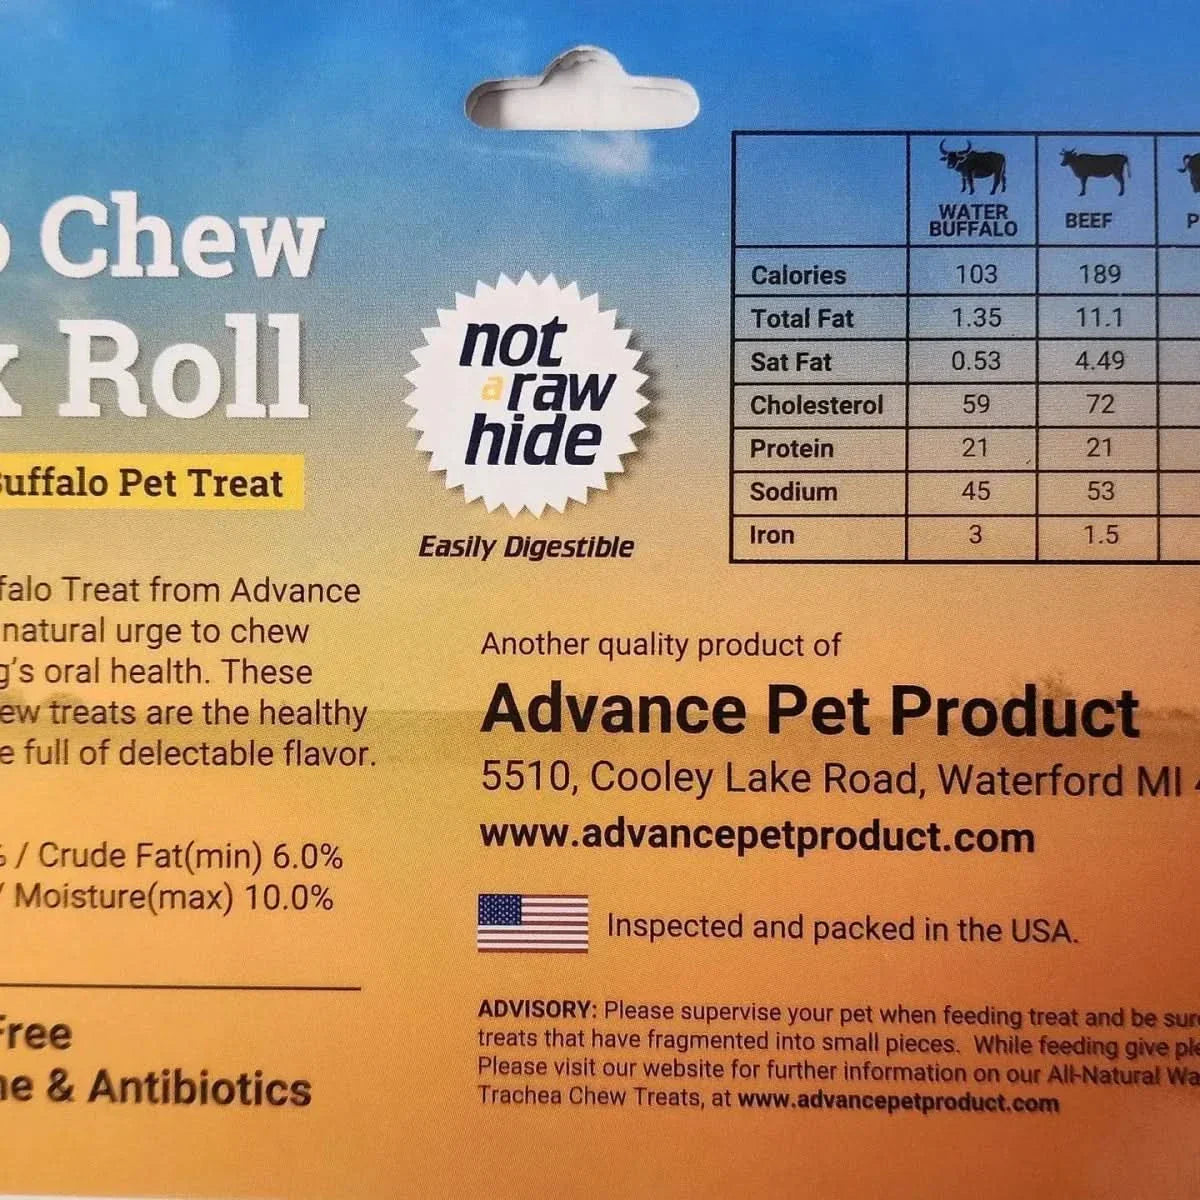 Chew
Roll
Buffalo Pet Treat
not
a raw
hide
Easily Digestible
WATER BUFFALO BEEF
Calories 103 189
Total Fat 1.35 11.1
Sat Fat 0.53 4.49
Cholesterol 59 72
Protein 21 21
Sodium 45 53
Iron 3 1.5
falo Treat from Advance
natural urge to chew
g's oral health. These
ew treats are the healthy
e full of delectable flavor.
/ Crude Fat(min) 6.0%
/ Moisture(max) 10.0%
Free
ne & Antibiotics
Another quality product of
Advance Pet Product
5510, Cooley Lake Road, Waterford MI
www.advancepetproduct.com
Inspected and packed in the USA.
ADVISORY: Please supervise your pet when feeding treat and be sure
treats that have fragmented into small pieces. While feeding give ple
Please visit our website for further information on our All-Natural Wa
Trachea Chew Treats, at www.advancepetproduct.com